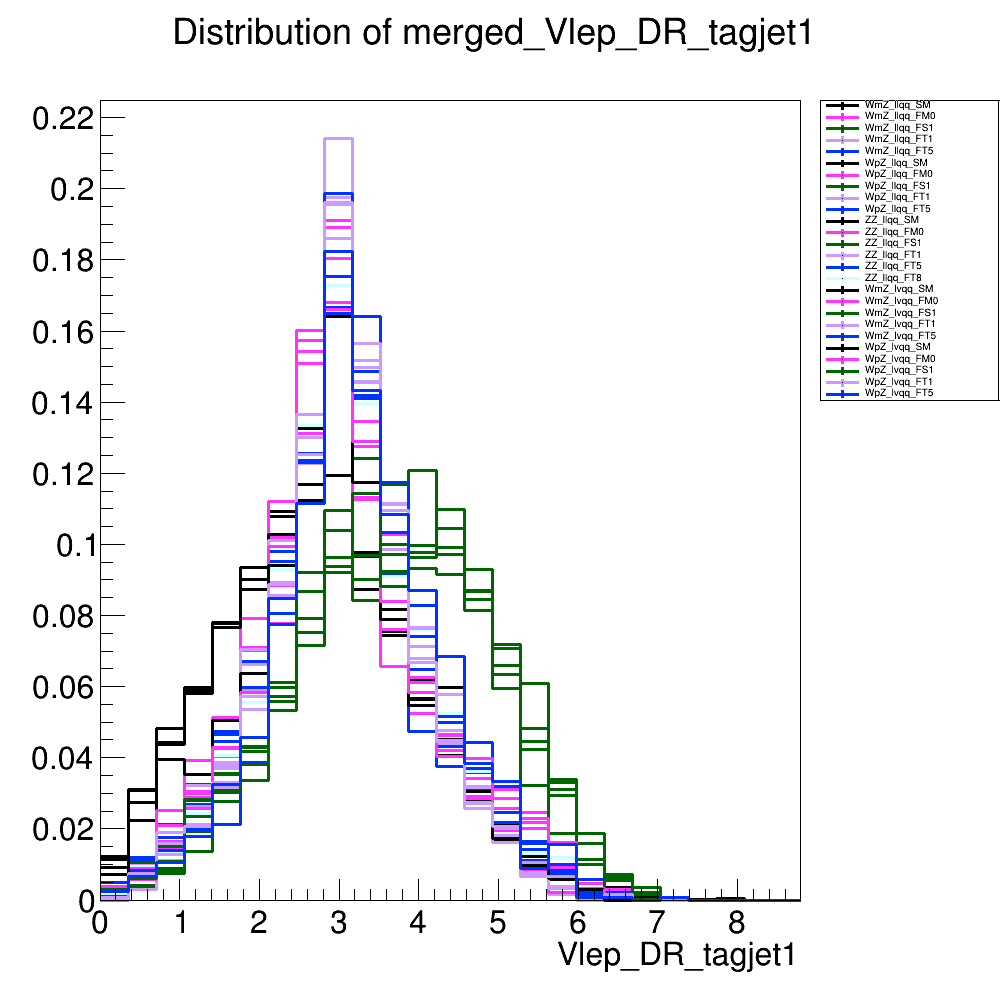 Distribution of merged_Vlep_DR_tagjet1
0.22
0.2
0.18
0.16
0.14
0.12
0.1
0.08
0.06
0.04
0.02
0
0 1 2 3 4 5 6 7 8
Vlep_DR_tagjet1
WmZ_llqq_SM
WmZ_llqq_FM0
WmZ_llqq_FS1
WmZ_llqq_FT1
WmZ_llqq_FT5
WpZ_llqq_SM
WpZ_llqq_FM0
WpZ_llqq_FS1
WpZ_llqq_FT1
WpZ_llqq_FT5
ZZ_llqq_SM
ZZ_llqq_FM0
ZZ_llqq_FS1
ZZ_llqq_FT1
ZZ_llqq_FT5
ZZ_llqq_FT8
WmZ_lvqq_SM
WmZ_lvqq_FM0
WmZ_lvqq_FS1
WmZ_lvqq_FT1
WmZ_lvqq_FT5
WpZ_lvqq_SM
WpZ_lvqq_FM0
WpZ_lvqq_FS1
WpZ_lvqq_FT1
WpZ_lvqq_FT5